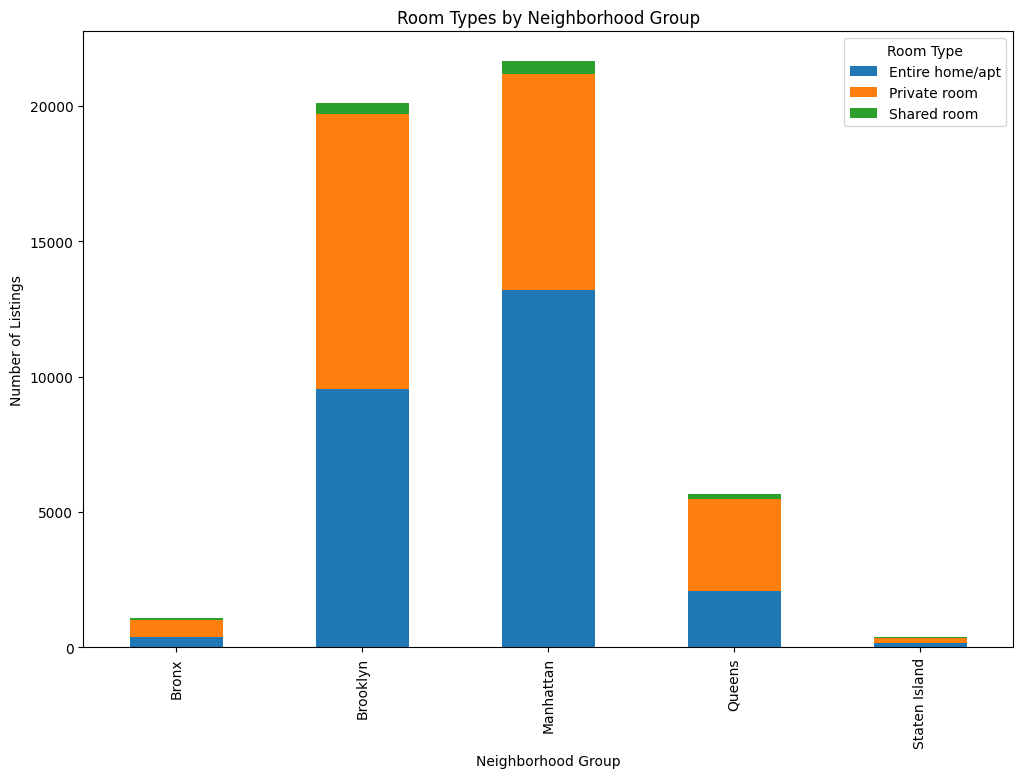 Room Types by Neighborhood Group
Room Type
Entire home/apt
Private room
Shared room
Number of Listings
20000
15000
10000
5000
0
Bronx
Brooklyn
Manhattan
Queens
Staten Island
Neighborhood Group